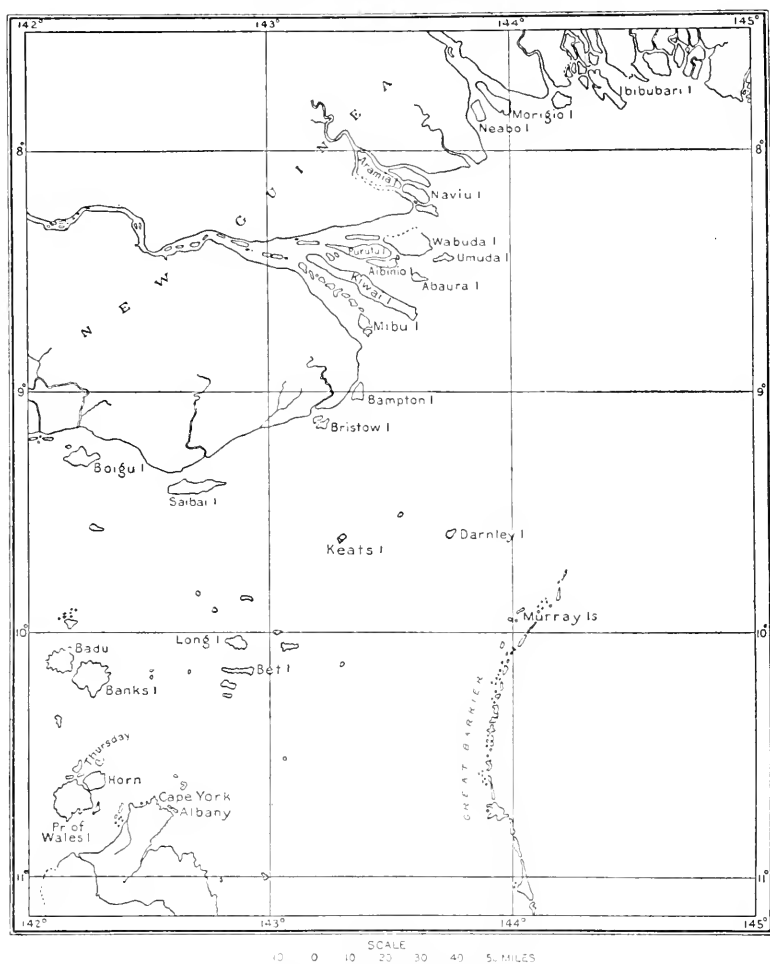 142° 143° 144° 145°
Ibibubari I
Morigio I
Neabo I
NEW GUINEA
8° 8°
Aramia I
Naviu I
Wabuda I
Purutu I
Umuda I
Aibinio I
Abaura I
Kiwai I
Mibu I
9° 9°
Bampton I
Bristow I
Boigu I
Saibai I
Darnley I
Keats I
Murray Is
10° 10°
Long I
Badu
Bet I
Banks I
GREAT BARRIER
Thursday
Horn
Cape York
Albany
Pr of
Wales I
11° 11°
142° 143° 144° 145°
SCALE
10 0 10 20 30 40 50 MILES